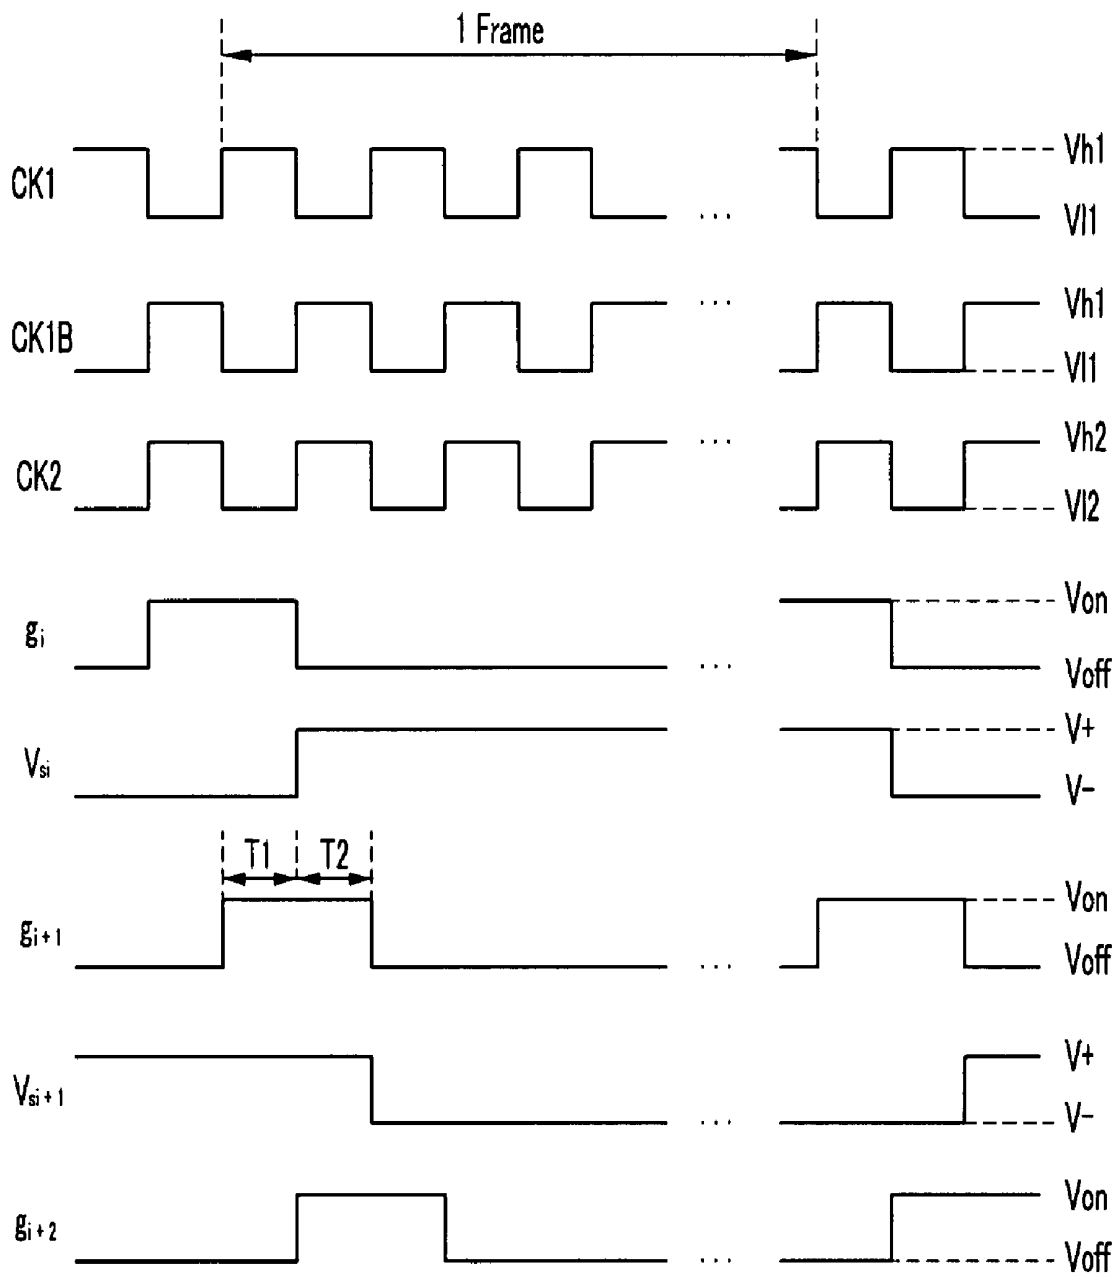 1 Frame
CK1
Vh1
Vl1
...
CK1B
Vh1
Vl1
...
CK2
Vh2
Vl2
...
gi
Von
Voff
...
Vsi
V+
V-
T1 T2
gi+1
Von
Voff
...
Vsi+1
V+
V-
...
gi+2
Von
Voff
...